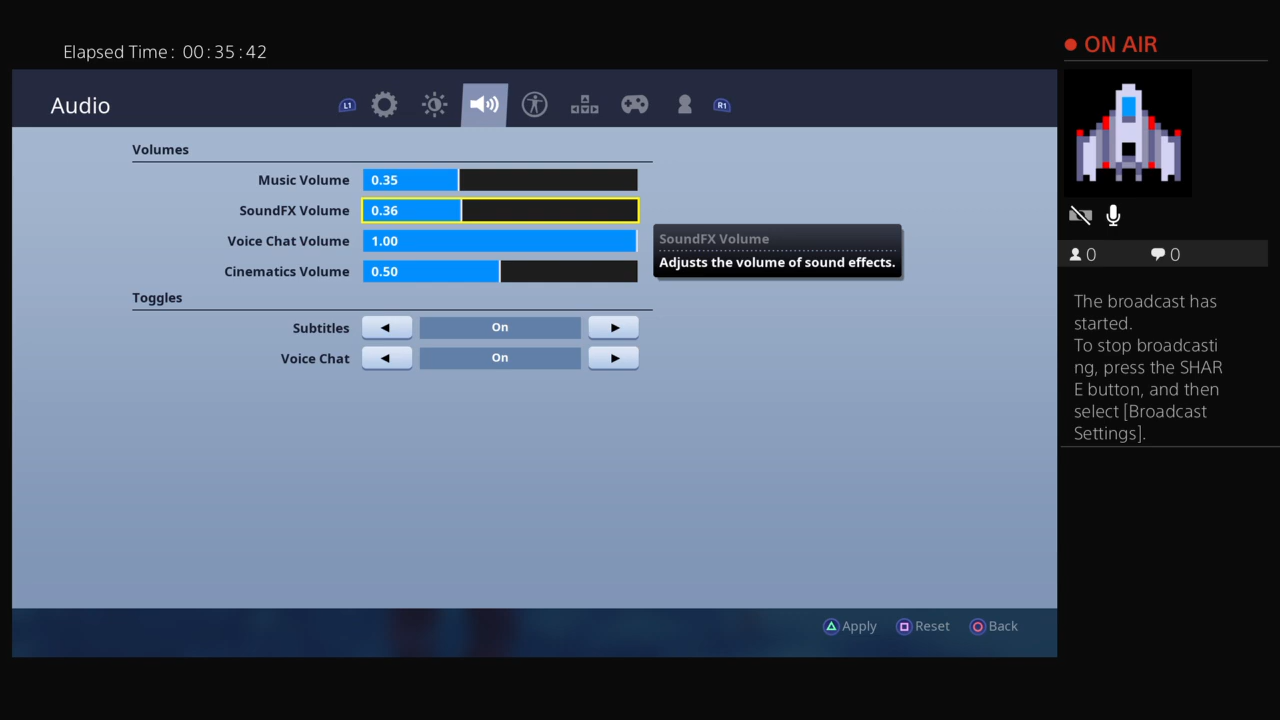 Elapsed Time: 00:35:42
ON AIR
Audio
L1
R1
Volumes
Music Volume 0.35
SoundFX Volume 0.36
Voice Chat Volume 1.00
Cinematics Volume 0.50
SoundFX Volume
Adjusts the volume of sound effects.
Toggles
Subtitles On
Voice Chat On
Apply Reset Back
0 0
The broadcast has
started.
To stop broadcasti
ng, press the SHAR
E button, and then
select [Broadcast
Settings].